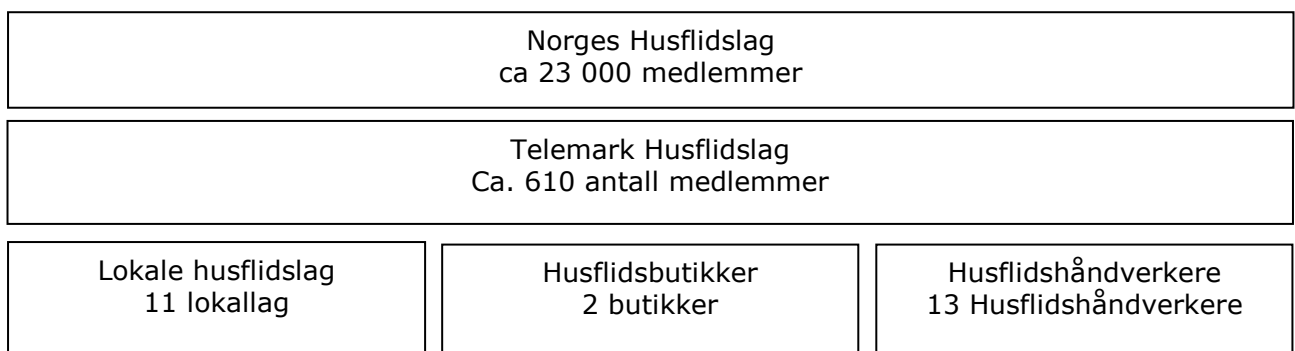 Norges Husflidslag
ca 23 000 medlemmer
Telemark Husflidslag
Ca. 610 antall medlemmer
Lokale husflidslag
11 lokallag
Husflidsbutikker
2 butikker
Husflidshåndverkere
13 Husflidshåndverkere